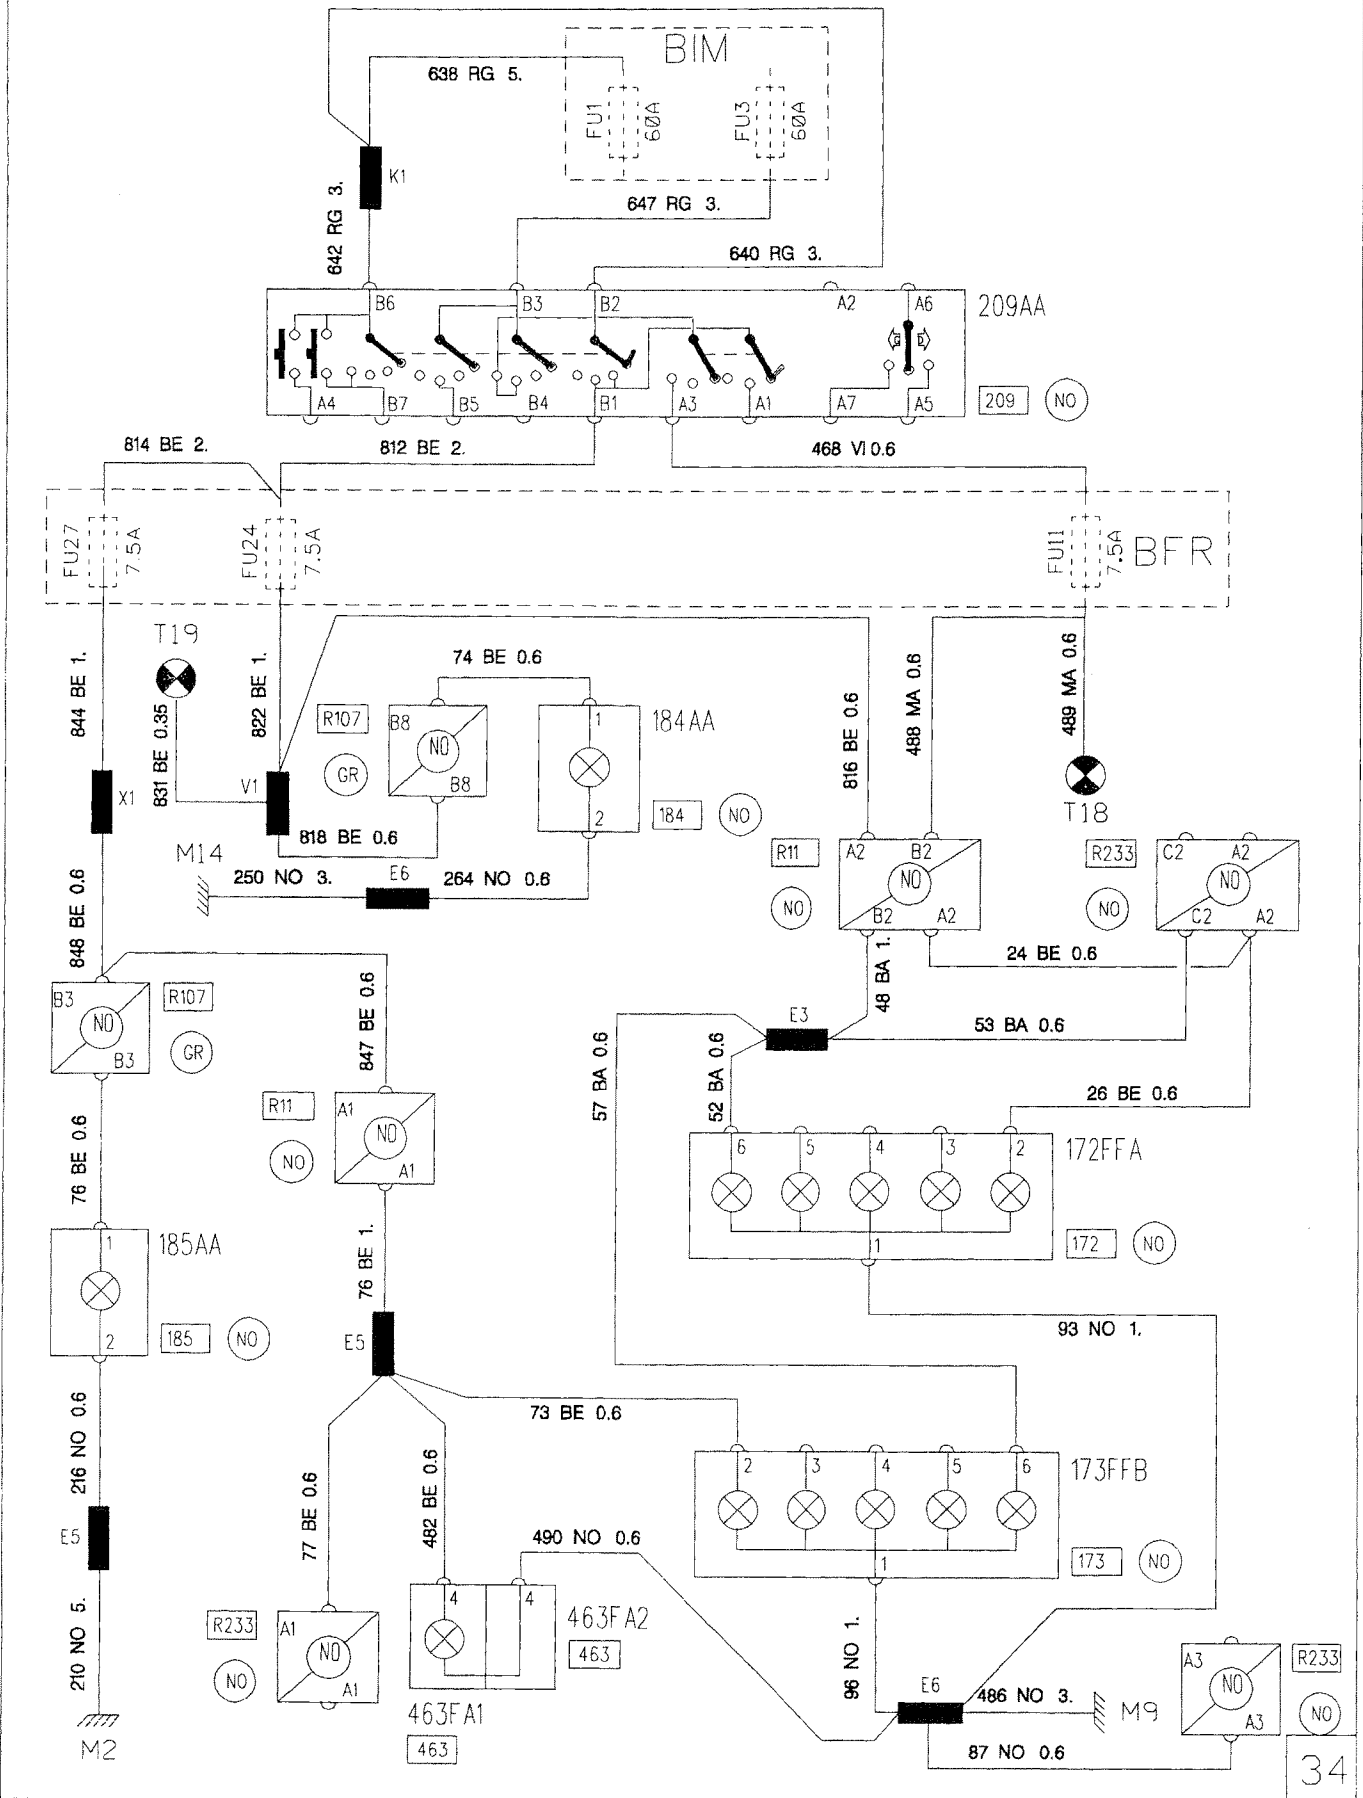 BIM
638 RG 5.
FU1
60A
FU3
60A
K1
642 RG 3.
647 RG 3.
640 RG 3.
B6
B3
B2
A2
A6
209AA
G
D
A4
B7
B5
B4
B1
A3
A1
A7
A5
209
NO
814 BE 2.
812 BE 2.
468 VI 0.6
FU27
7.5A
FU24
7.5A
FU11
7.5A
BFR
T19
844 BE 1.
831 BE 0.35
822 BE 1.
74 BE 0.6
R107
B8
NO
B8
GR
1
184AA
2
184
NO
816 BE 0.6
488 MA 0.6
489 MA 0.6
X1
V1
T18
818 BE 0.6
M14
250 NO 3.
E6
264 NO 0.6
R11
A2
B2
NO
B2
A2
NO
R233
C2
A2
NO
C2
A2
NO
848 BE 0.6
48 BA 1.
24 BE 0.6
B3
NO
B3
R107
GR
847 BE 0.6
E3
53 BA 0.6
57 BA 0.6
52 BA 0.6
26 BE 0.6
R11
A1
NO
A1
NO
76 BE 0.6
6
5
4
3
2
172FFA
1
172
NO
1
185AA
2
185
NO
76 BE 1.
E5
93 NO 1.
216 NO 0.6
73 BE 0.6
2
3
4
5
6
173FFB
1
173
NO
77 BE 0.6
482 BE 0.6
490 NO 0.6
E5
210 NO 5.
R233
A1
NO
A1
NO
4
4
463FA2
463
463FA1
463
96 NO 1.
E6
486 NO 3.
M9
87 NO 0.6
A3
NO
A3
R233
NO
M2
34